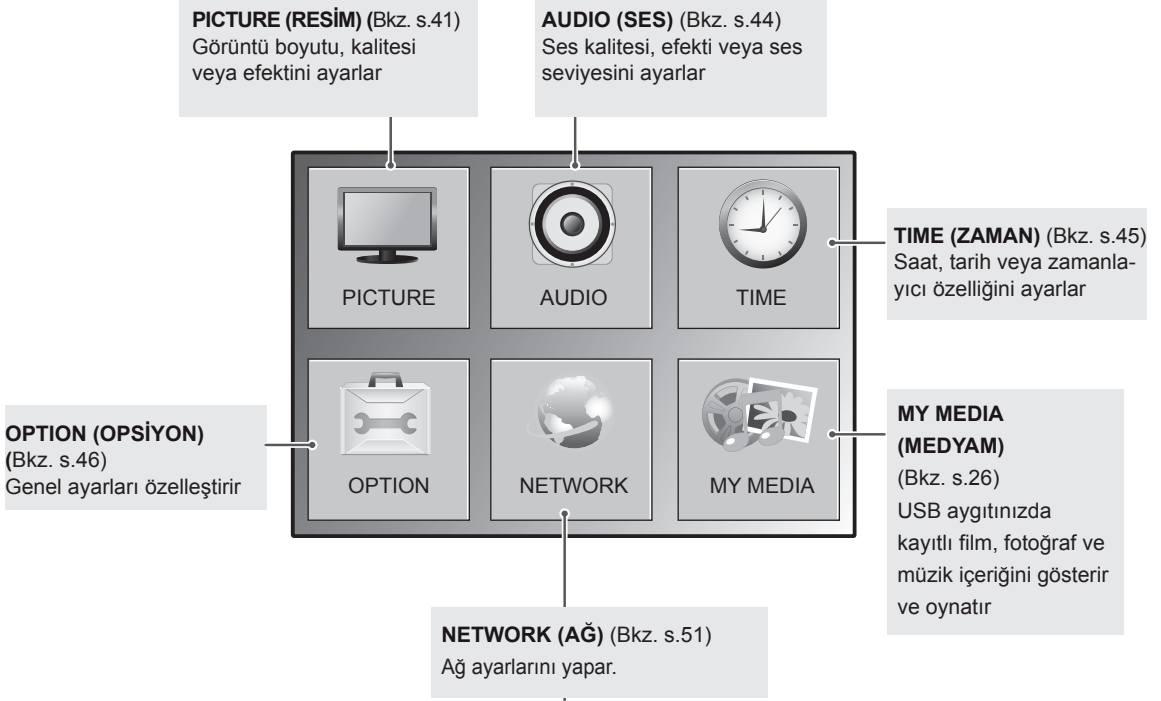 PICTURE (RESİM) (Bkz. s.41)
Görüntü boyutu, kalitesi
veya efektini ayarlar
AUDIO (SES) (Bkz. s.44)
Ses kalitesi, efekti veya ses
seviyesini ayarlar
PICTURE
AUDIO
TIME
TIME (ZAMAN) (Bkz. s.45)
Saat, tarih veya zamanla-
yıcı özelliğini ayarlar
OPTION (OPSİYON)
(Bkz. s.46)
Genel ayarları özelleştirir
OPTION
NETWORK
MY MEDIA
MY MEDIA
(MEDYAM)
(Bkz. s.26)
USB aygıtınızda
kayıtlı film, fotoğraf ve
müzik içeriğini gösterir
ve oynatır
NETWORK (AĞ) (Bkz. s.51)
Ağ ayarlarını yapar.